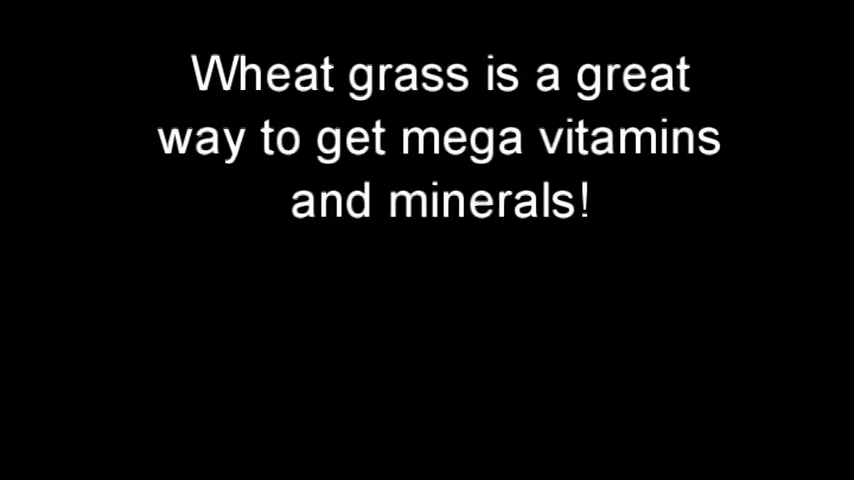 Wheat grass is a great
way to get mega vitamins
and minerals!